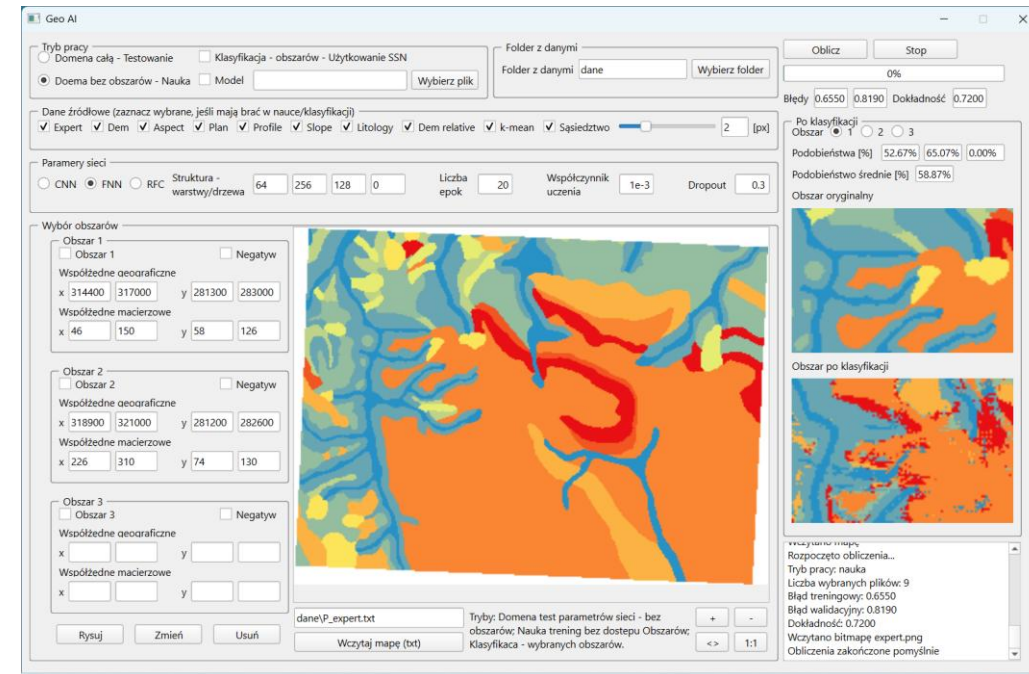 Geo AI
Tryb pracy
Domena całą - Testowanie
Klasyfikacja - obszarów - Użytkowanie SSN
Doema bez obszarów - Nauka
Model
Wybierz plik
Folder z danymi
Folder z danymi dane Wybierz folder
Oblicz Stop
0%
Błędy 0.6550 0.8190 Dokładność 0.7200
Dane źródłowe (zaznacz wybrane, jeśli mają brać w nauce/klasyfikacji)
Expert Dem Aspect Plan Profile Slope Litology Dem relative k-mean Sąsiedztwo 2 [px]
Paramery sieci
CNN FNN RFC Struktura - warstwy/drzewa 64 256 128 0 Liczba epok 20 Współczynnik uczenia 1e-3 Dropout 0.3
Wybór obszarów
Obszar 1
Obszar 1 Negatyw
Współżedne geograficzne
x 314400 317000 y 281300 283000
Współżedne macierzowe
x 46 150 y 58 126
Obszar 2
Obszar 2 Negatyw
Współżedne geograficzne
x 318900 321000 y 281200 282600
Współżedne macierzowe
x 226 310 y 74 130
Obszar 3
Obszar 3 Negatyw
Współżedne geograficzne
x y
Współżedne macierzowe
x y
Rysuj Zmień Usuń
dane\P_expert.txt
Wczytaj mapę (txt)
Tryby: Domena test parametrów sieci - bez
obszarów; Nauka trening bez dostepu Obszarów;
Klasyfikaca - wybranych obszarów.
+ -
<> 1:1
Po klasyfikacji
Obszar 1 2 3
Podobieństwa [%] 52.67% 65.07% 0.00%
Podobieństwo średnie [%] 58.87%
Obszar oryginalny
Obszar po klasyfikacji
Wczytano mapę
Rozpoczęto obliczenia...
Tryb pracy: nauka
Liczba wybranych plików: 9
Błąd treningowy: 0.6550
Błąd walidacyjny: 0.8190
Dokładność: 0.7200
Wczytano bitmapę expert.png
Obliczenia zakończone pomyślnie